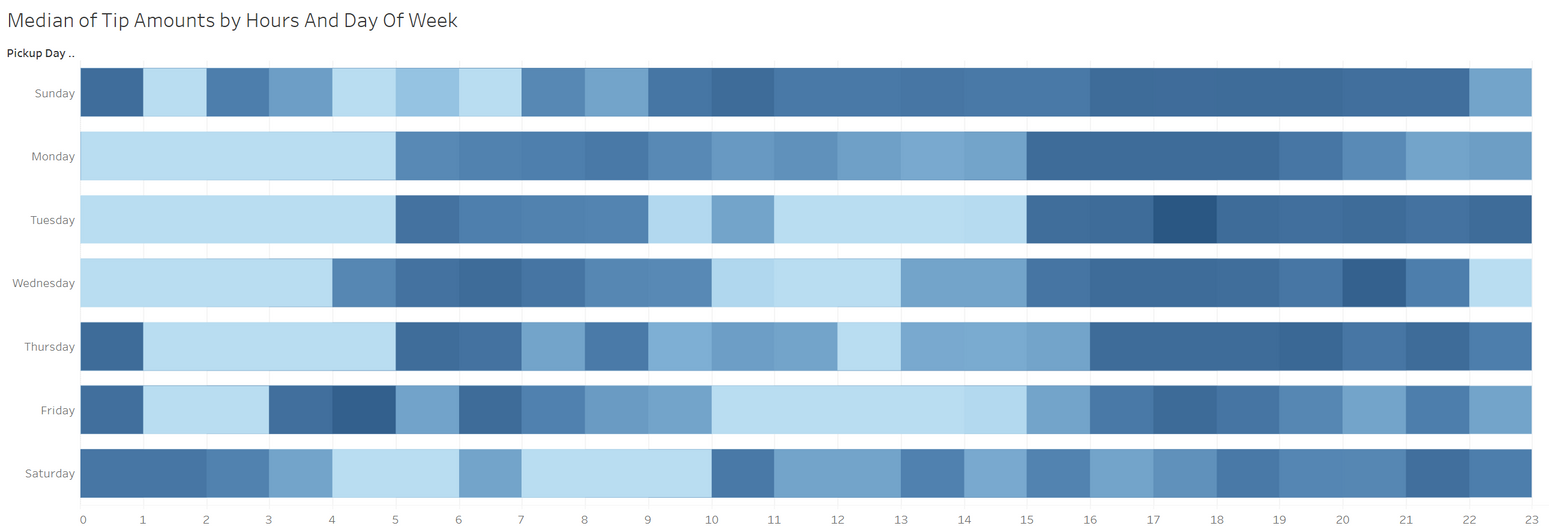 Median of Tip Amounts by Hours And Day Of Week
Pickup Day ..
Sunday
Monday
Tuesday
Wednesday
Thursday
Friday
Saturday
0 1 2 3 4 5 6 7 8 9 10 11 12 13 14 15 16 17 18 19 20 21 22 23